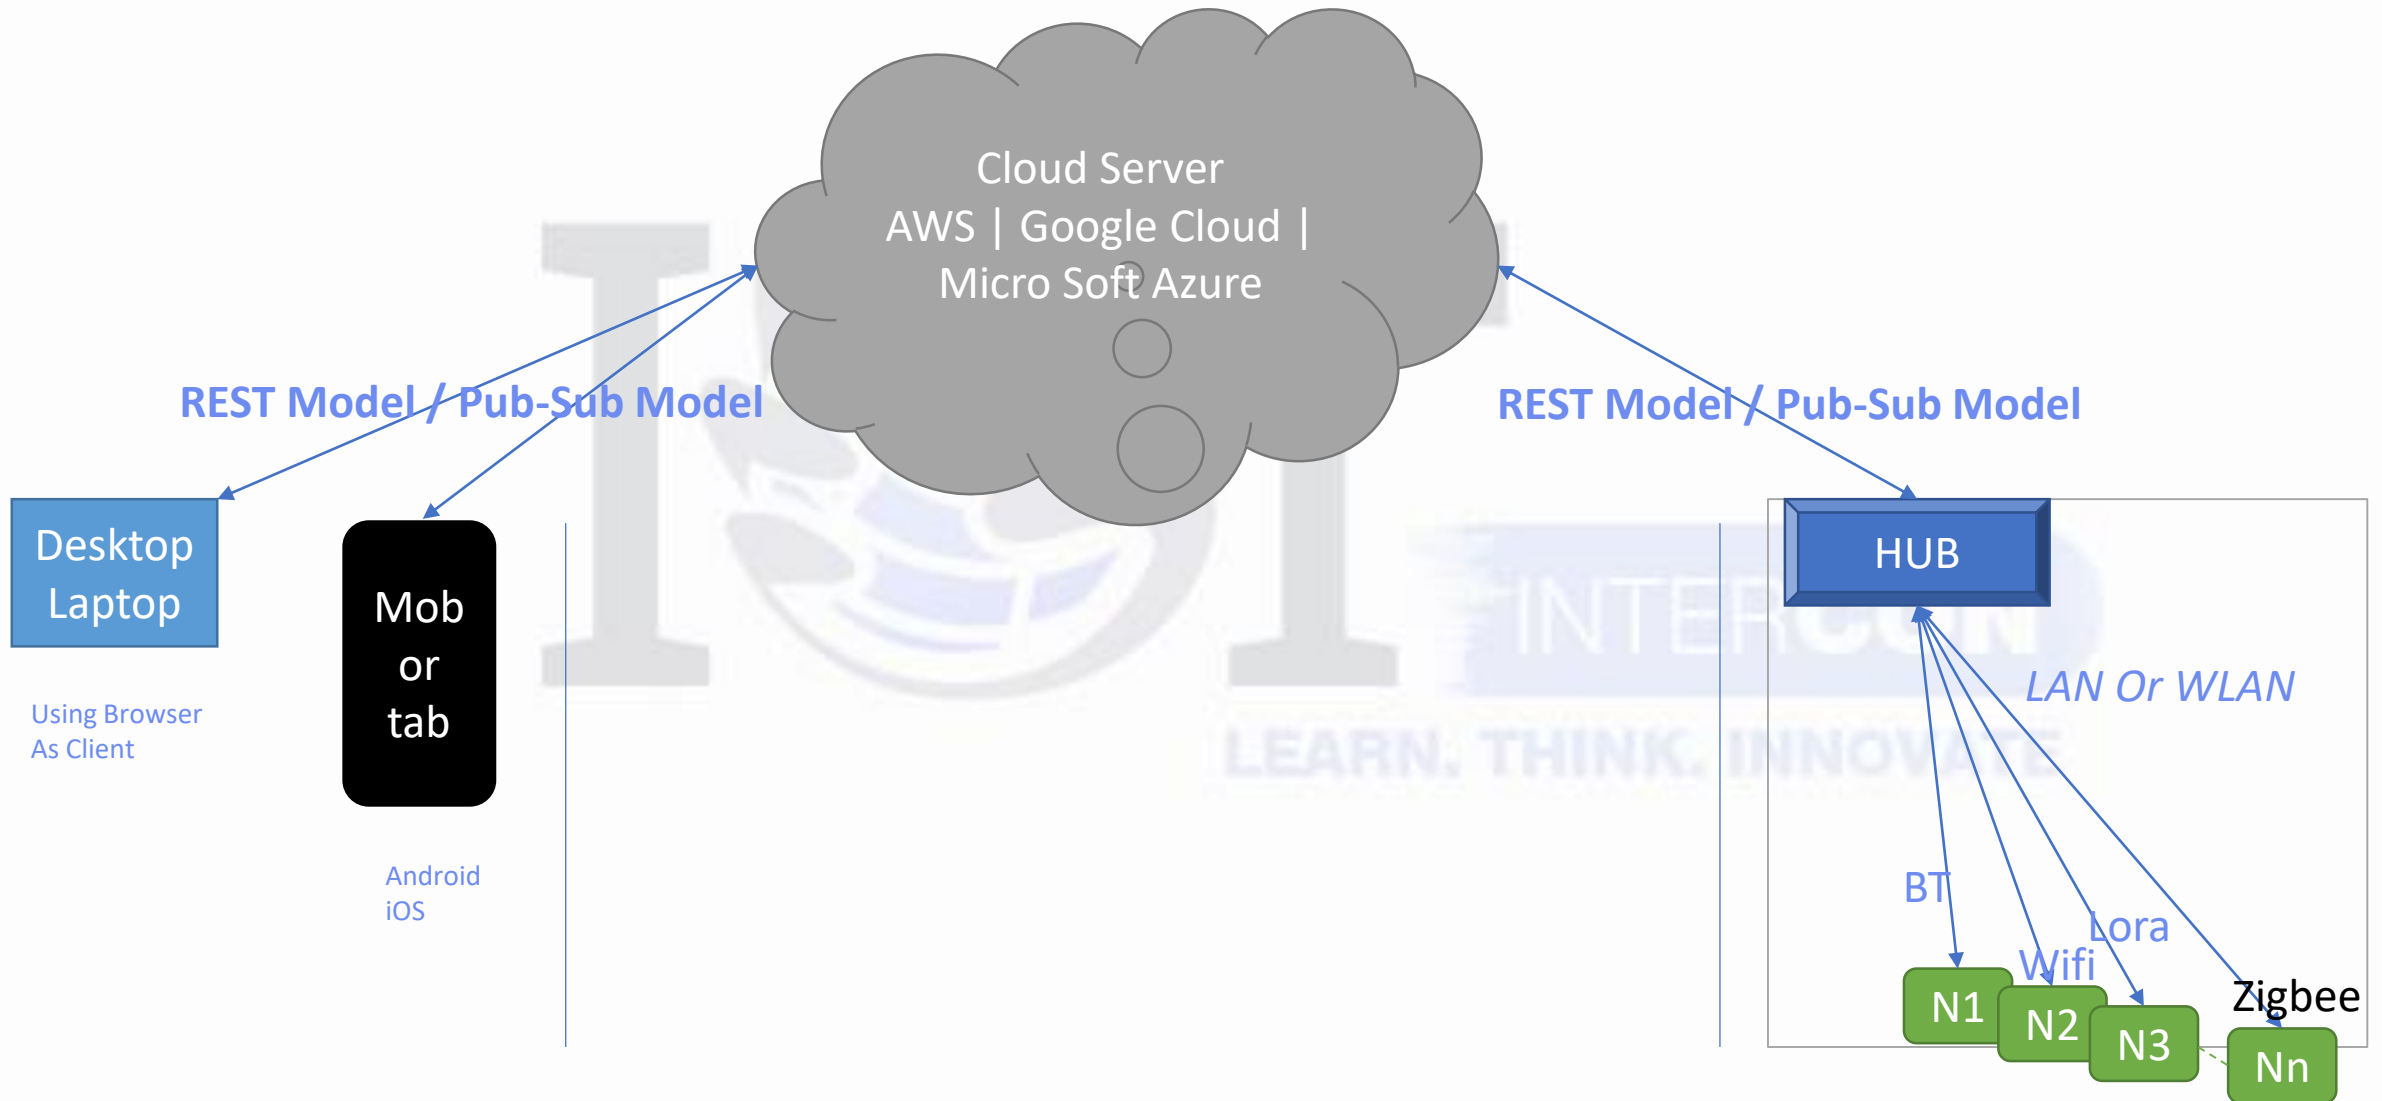 Cloud Server
AWS | Google Cloud |
Micro Soft Azure
REST Model / Pub-Sub Model
REST Model / Pub-Sub Model
Desktop
Laptop
Using Browser
As Client
Mob
or
tab
Android
iOS
HUB
INTERCON
LAN Or WLAN
LEARN. THINK. INNOVATE
BT
Lora
Wifi
Zigbee
N1
N2
N3
Nn